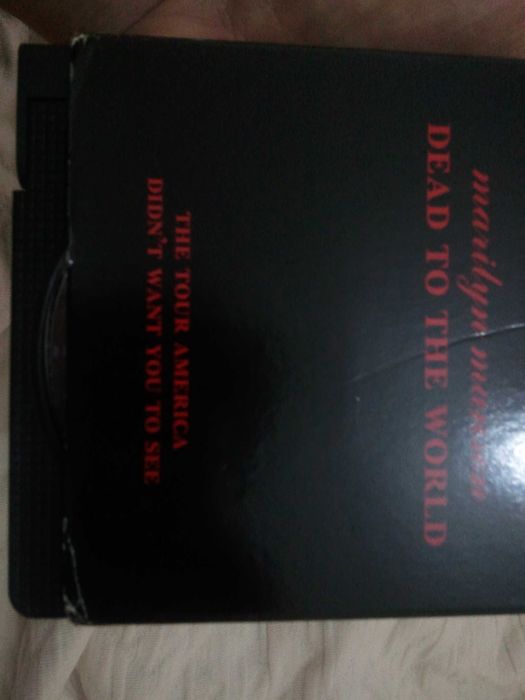 marilyn manson
DEAD TO THE WORLD
THE TOUR AMERICA
DIDN'T WANT YOU TO SEE